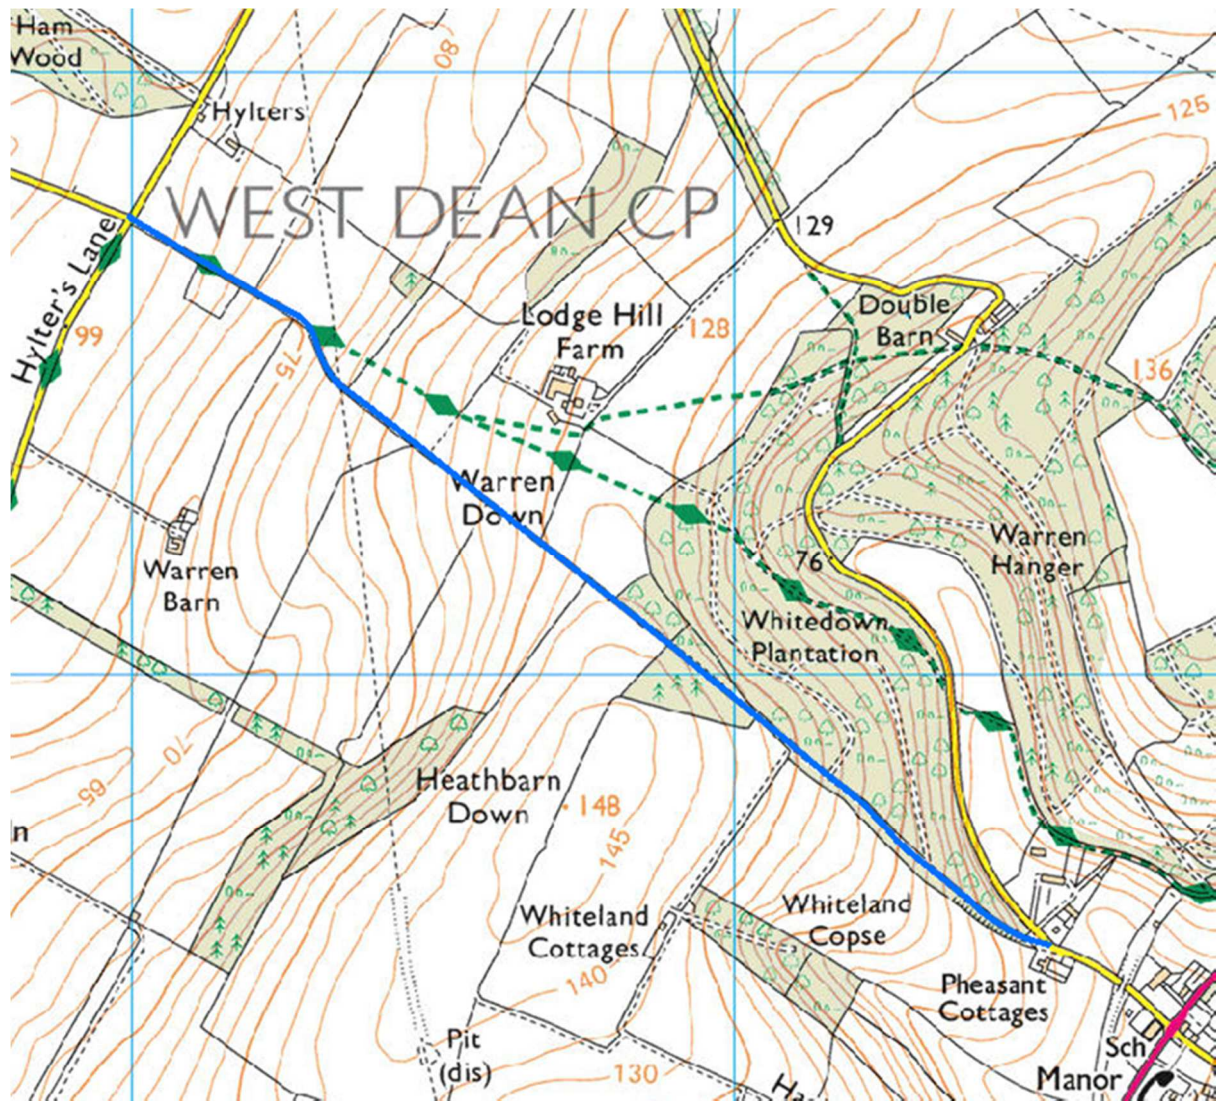 Ham
Wood
80
125
Hylters
WEST DEAN CP
129
Hylter's Lane
99
75
Lodge Hill
Farm
128
Double
Barn
136
Warren
Down
76
Warren
Hanger
Warren
Barn
Whitedown
Plantation
70
65
n
Heathbarn
Down
148
145
Whiteland
Cottages
Whiteland
Copse
140
Pheasant
Cottages
Pit
(dis)
130
Sch
Manor